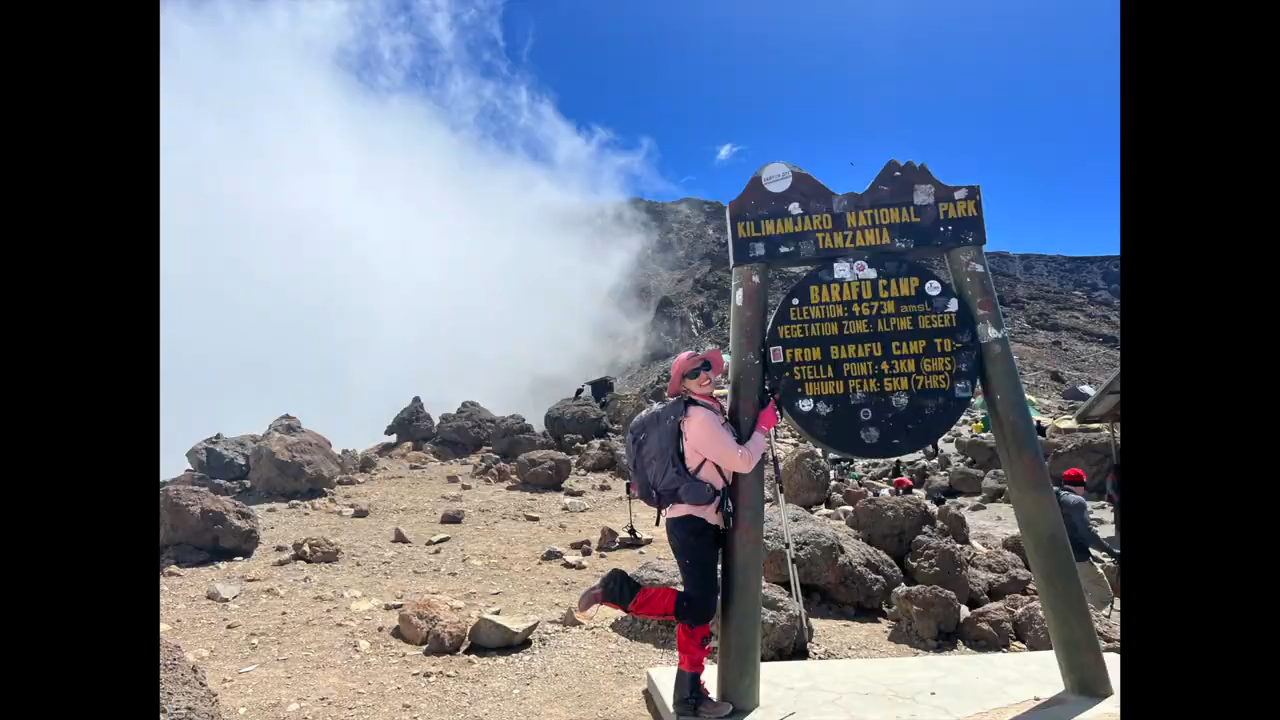 KILIMANJARO NATIONAL PARK
TANZANIA
BARAFU CAMP
ELEVATION: 4673M amsl
VEGETATION ZONE: ALPINE DESERT
FROM BARAFU CAMP TO:-
• STELLA POINT: 4.3KM (6HRS)
• UHURU PEAK: 5KM (7HRS)